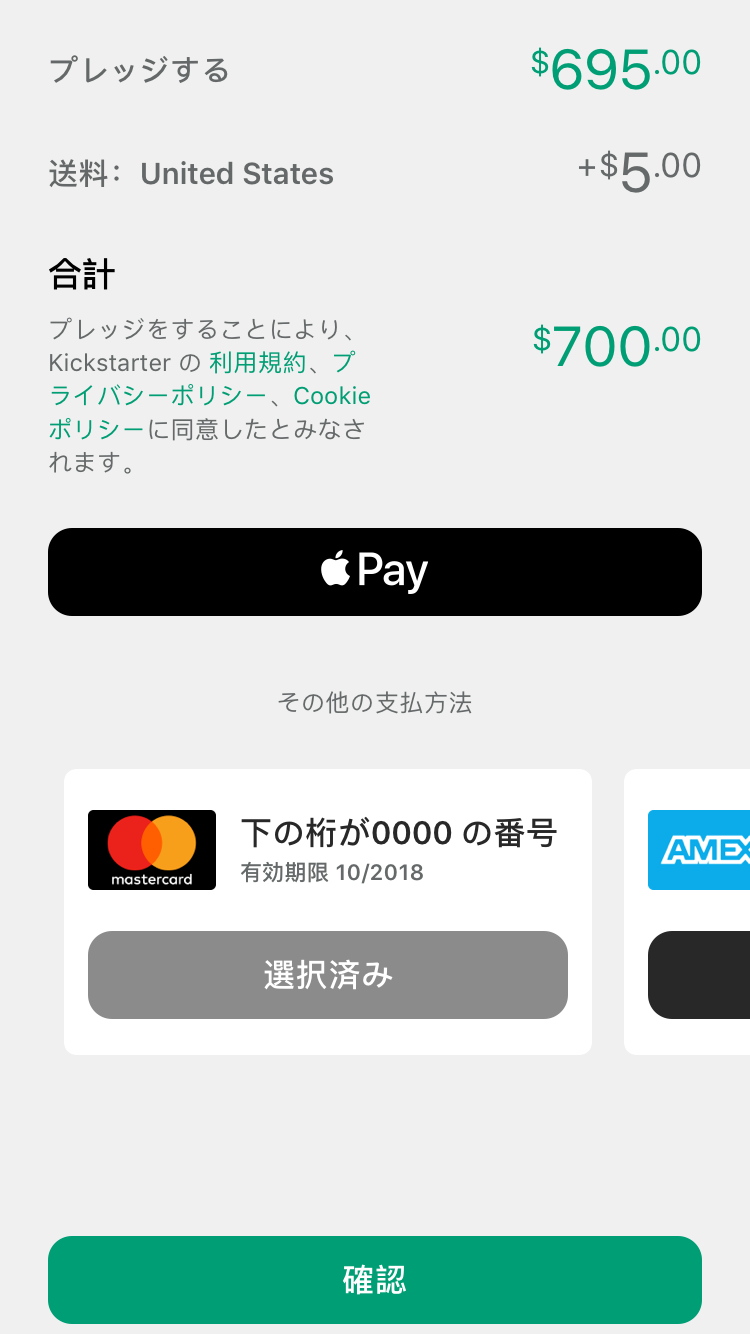 プレッジする $695.00
送料： United States +$5.00
合計
プレッジをすることにより、
Kickstarter の 利用規約、プ
ライバシーポリシー、Cookie
ポリシーに同意したとみなさ
れます。
$700.00
Pay
その他の支払方法
mastercard
下の桁が0000 の番号
有効期限 10/2018
選択済み
AMEX
確認